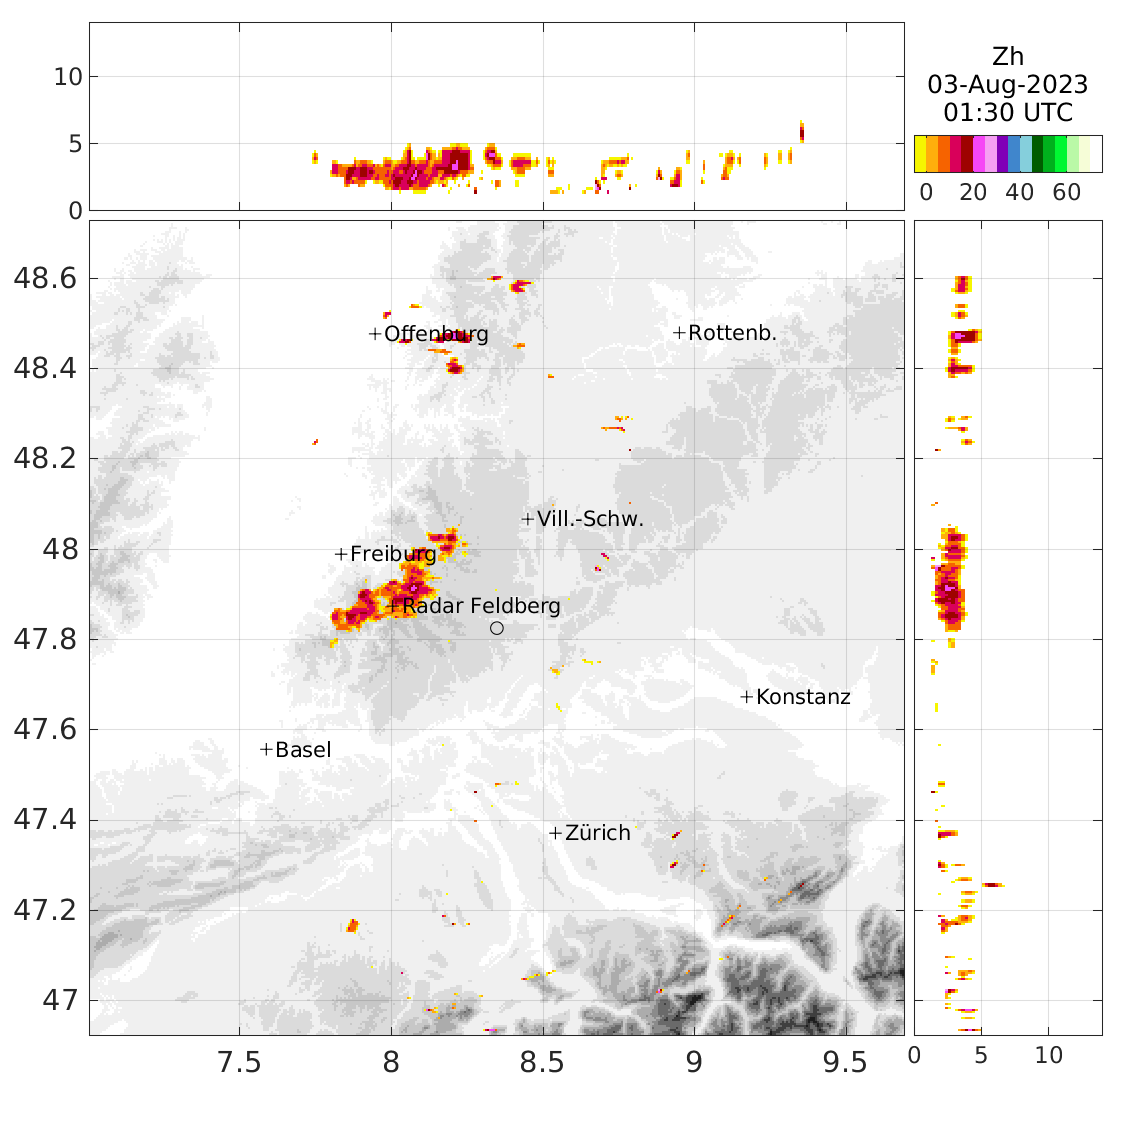 10
5
0
Zh
03-Aug-2023
01:30 UTC
0 20 40 60
48.6
48.4
48.2
48
47.8
47.6
47.4
47.2
47
+Offenburg
+Rottenb.
+Vill.-Schw.
+Freiburg
+Radar Feldberg
+Konstanz
+Basel
+Zürich
7.5 8 8.5 9 9.5
0 5 10